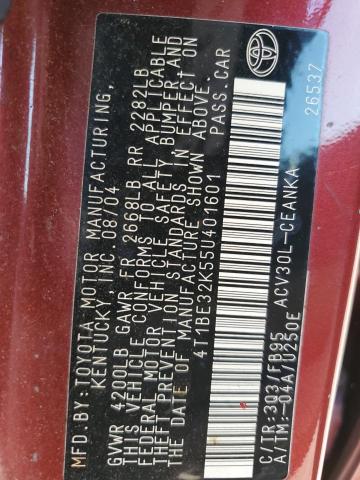 MFD.BY:TOYOTA MOTOR MANUFACTURING,
KENTUCKY INC 08/04
GVWR 4200LB GAWR FR 2668LB RR 2282LB
THIS VEHICLE CONFORMS TO ALL APPLICABLE
FEDERAL MOTOR VEHICLE SAFETY BUMPER,AND
THEFT PREVENTION STANDARDS IN EFFECT ON
THE DATE OF MANUFACTURE SHOWN ABOVE.
4T1BE32K55U401601 PASS.CAR
C/TR:3Q3/FB95 ACV30L-CEANKA
A/TM:-04A/U250E 26537